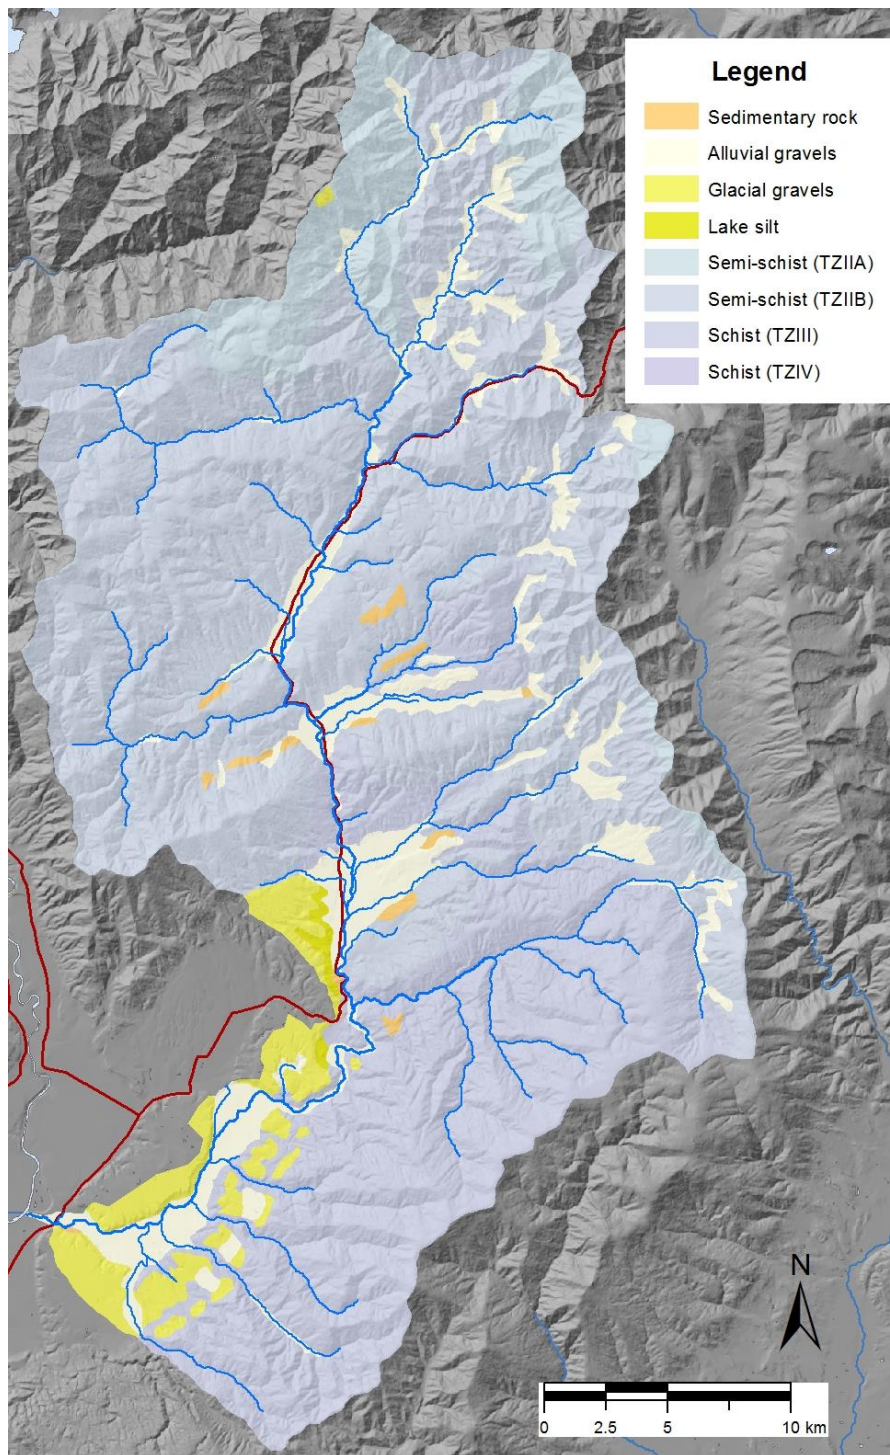 Legend
Sedimentary rock
Alluvial gravels
Glacial gravels
Lake silt
Semi-schist (TZIIA)
Semi-schist (TZIIB)
Schist (TZIII)
Schist (TZIV)
N
0 2.5 5 10 km